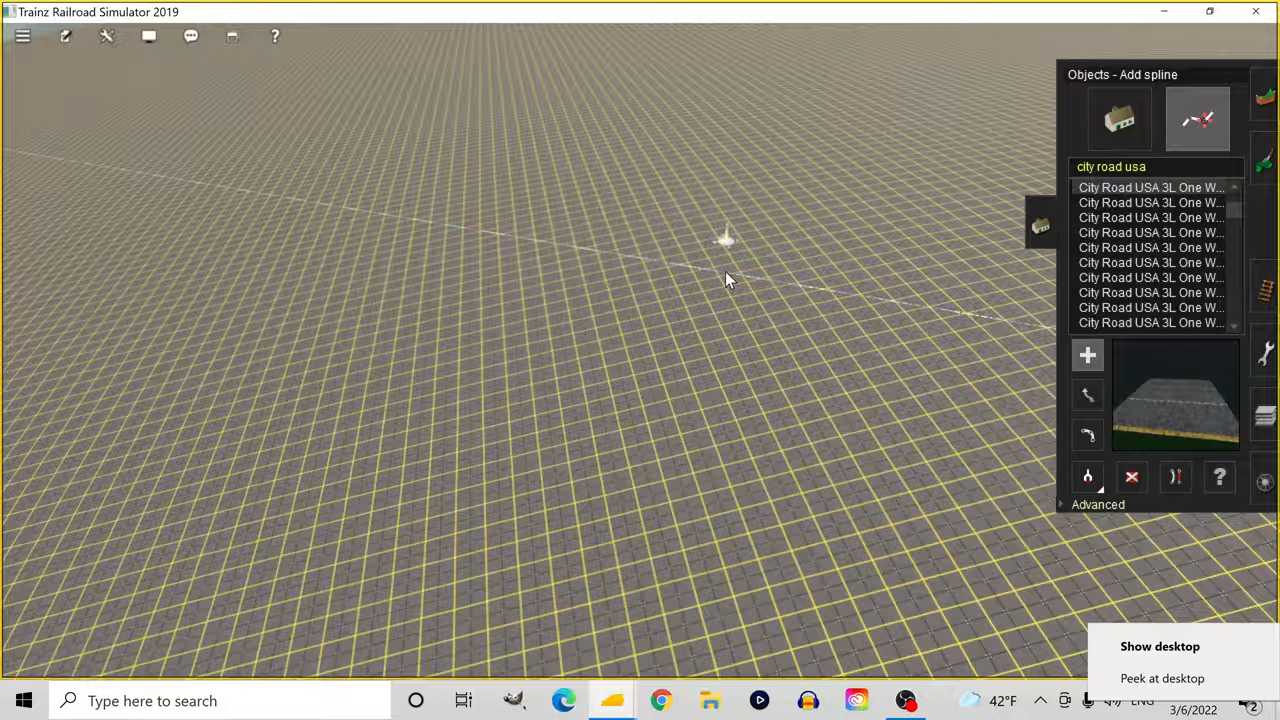 Trainz Railroad Simulator 2019
Objects - Add spline
city road usa
City Road USA 3L One W...
City Road USA 3L One W...
City Road USA 3L One W...
City Road USA 3L One W...
City Road USA 3L One W...
City Road USA 3L One W...
City Road USA 3L One W...
City Road USA 3L One W...
City Road USA 3L One W...
City Road USA 3L One W...
Advanced
Show desktop
Peek at desktop
Type here to search
42°F
ENG
3/6/2022
2